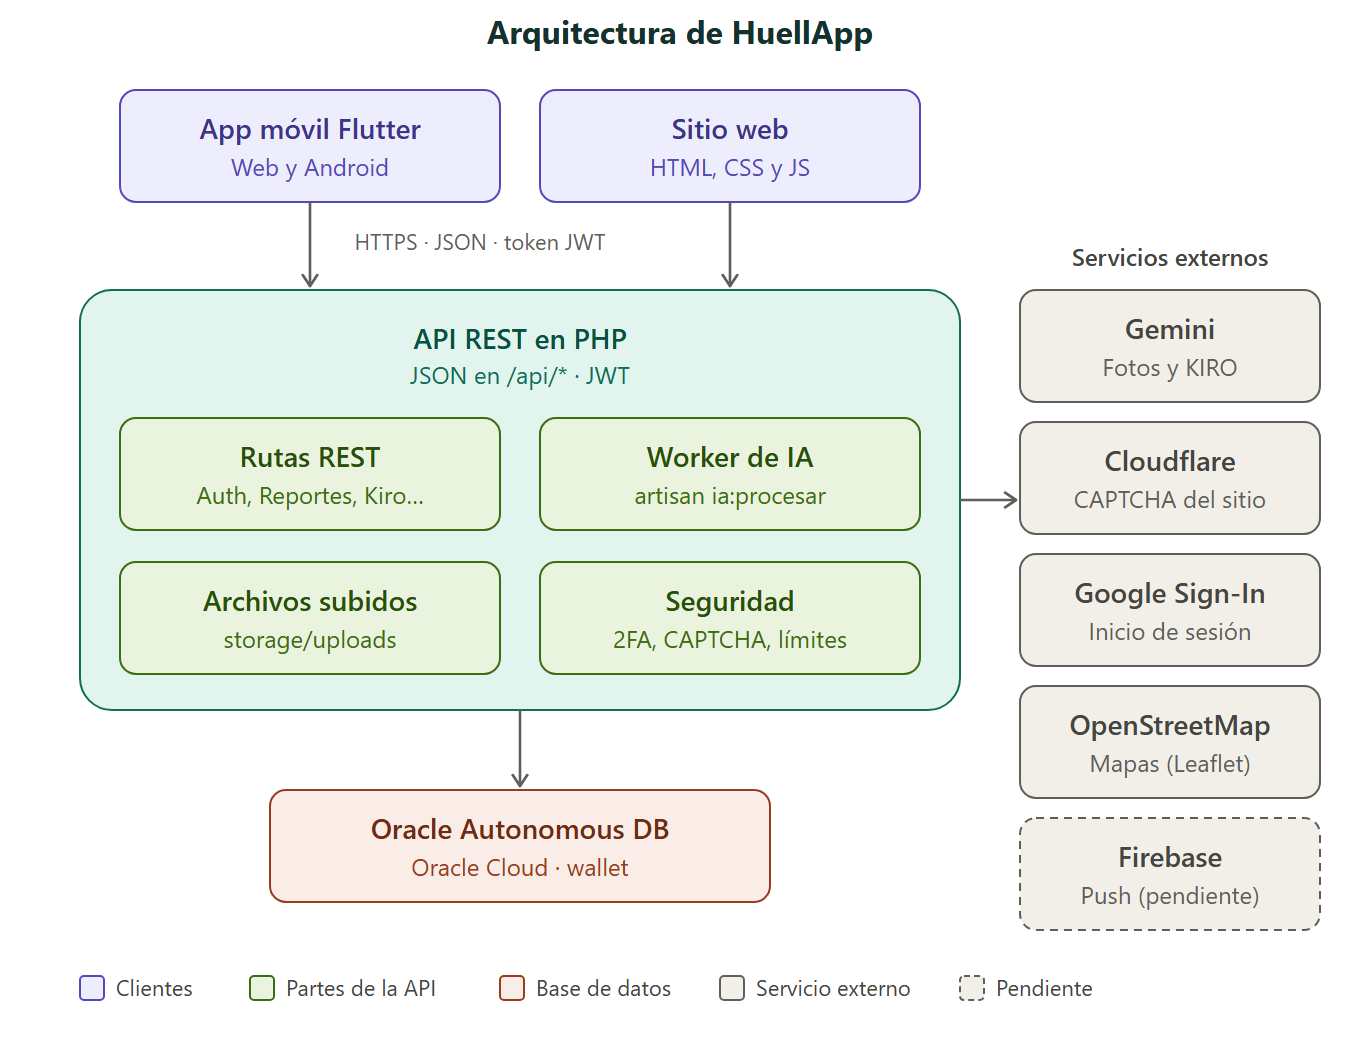 Arquitectura de HuellApp
App móvil Flutter
Web y Android
Sitio web
HTML, CSS y JS
HTTPS · JSON · token JWT
API REST en PHP
JSON en /api/* · JWT
Rutas REST
Auth, Reportes, Kiro...
Worker de IA
artisan ia:procesar
Archivos subidos
storage/uploads
Seguridad
2FA, CAPTCHA, límites
Oracle Autonomous DB
Oracle Cloud · wallet
Servicios externos
Gemini
Fotos y KIRO
Cloudflare
CAPTCHA del sitio
Google Sign-In
Inicio de sesión
OpenStreetMap
Mapas (Leaflet)
Firebase
Push (pendiente)
Clientes
Partes de la API
Base de datos
Servicio externo
Pendiente